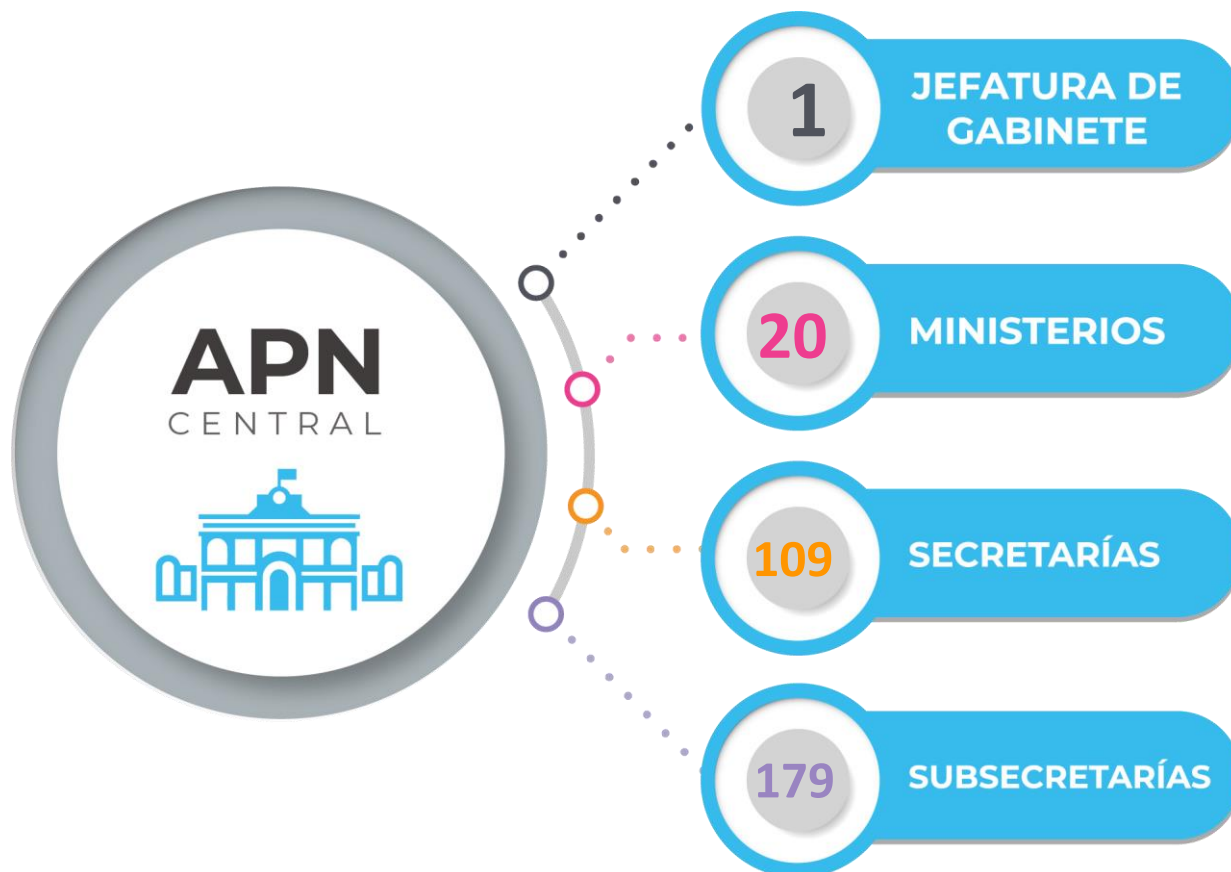 APN
CENTRAL
1
JEFATURA DE
GABINETE
20
MINISTERIOS
109
SECRETARÍAS
179
SUBSECRETARÍAS